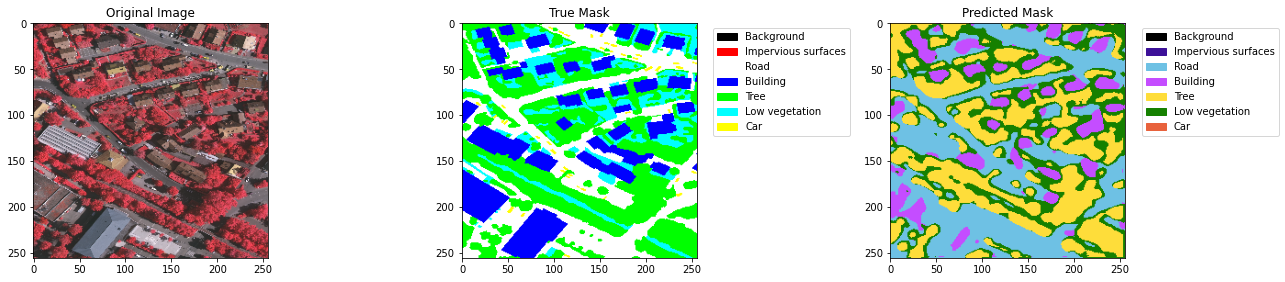 Original Image
0
50
100
150
200
250
0 50 100 150 200 250
True Mask
0
50
100
150
200
250
0 50 100 150 200 250
Background
Impervious surfaces
Road
Building
Tree
Low vegetation
Car
Predicted Mask
0
50
100
150
200
250
0 50 100 150 200 250
Background
Impervious surfaces
Road
Building
Tree
Low vegetation
Car